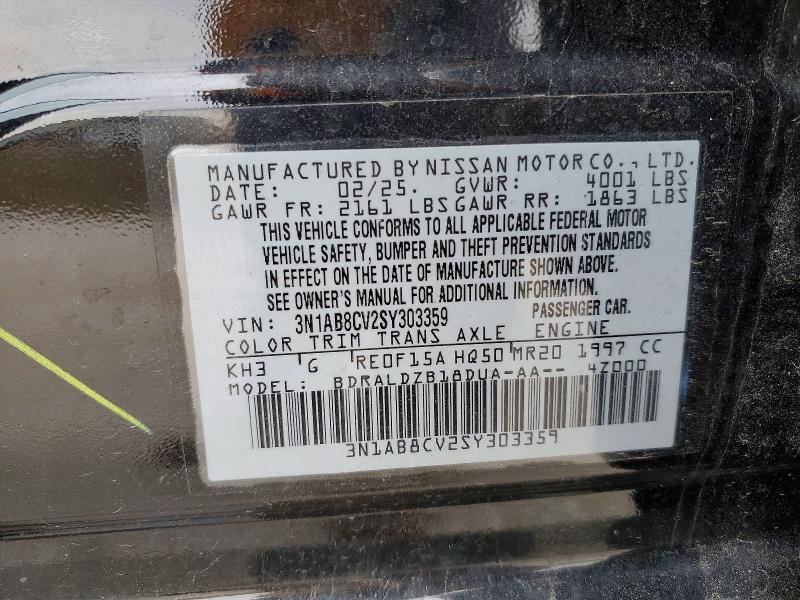 MANUFACTURED BY NISSAN MOTOR CO., LTD.
DATE: 02/25. GVWR: 4001 LBS
GAWR FR: 2161 LBS GAWR RR: 1863 LBS
THIS VEHICLE CONFORMS TO ALL APPLICABLE FEDERAL MOTOR
VEHICLE SAFETY, BUMPER AND THEFT PREVENTION STANDARDS
IN EFFECT ON THE DATE OF MANUFACTURE SHOWN ABOVE.
SEE OWNER'S MANUAL FOR ADDITIONAL INFORMATION.
VIN: 3N1AB8CV2SY303359 PASSENGER CAR.
COLOR TRIM TRANS AXLE ENGINE
KH3 G RE0F15A HQ50 MR20 1997 CC
MODEL: BDRALDZB18DUA-AA-- 4Z000
3N1AB8CV2SY303359